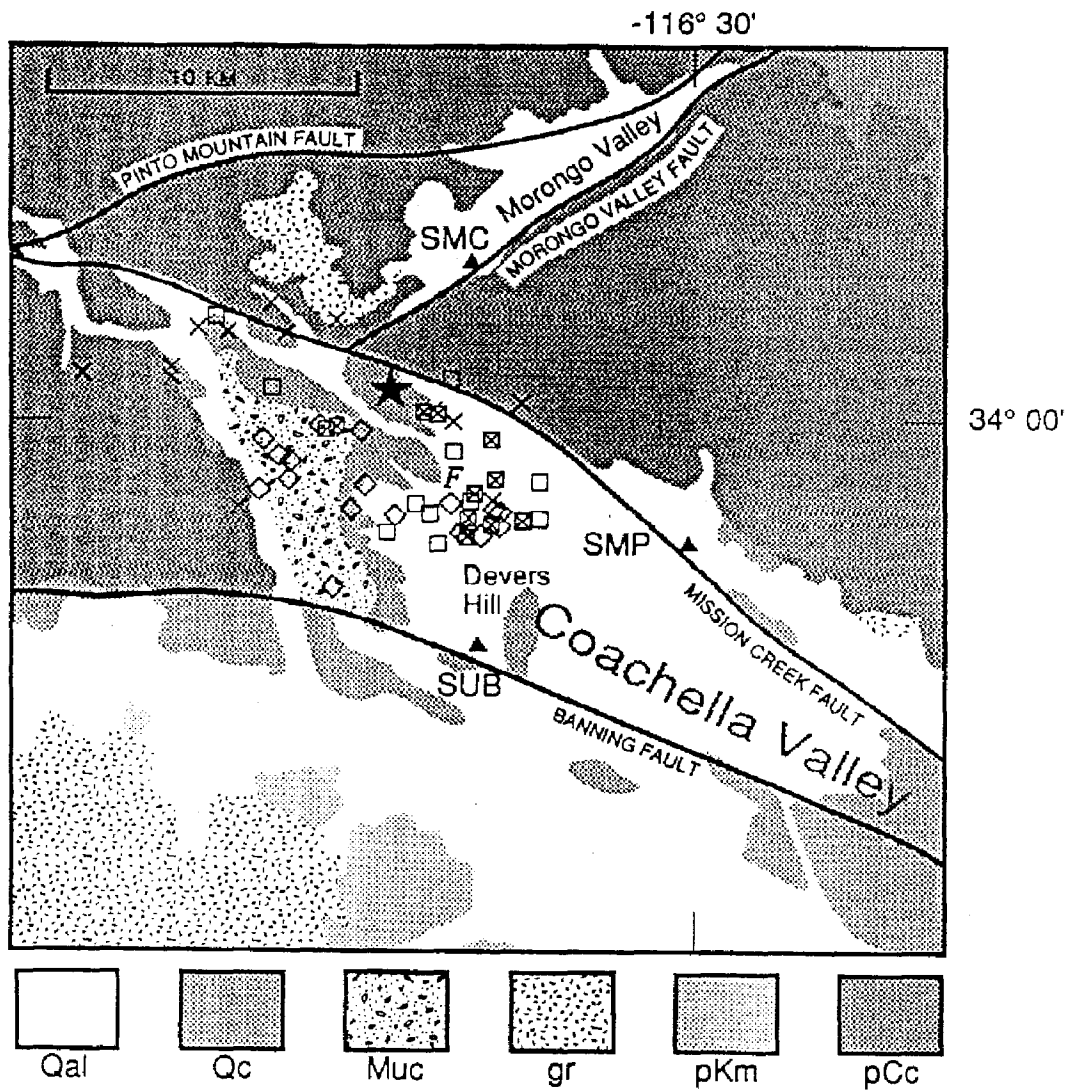 -116° 30'
10 KM
PINTO MOUNTAIN FAULT
Morongo Valley
MORONGO VALLEY FAULT
SMC
34° 00'
F
SMP
Devers
Hill
MISSION CREEK FAULT
Coachella Valley
SUB
BANNING FAULT
Qal
Qc
Muc
gr
pKm
pCc